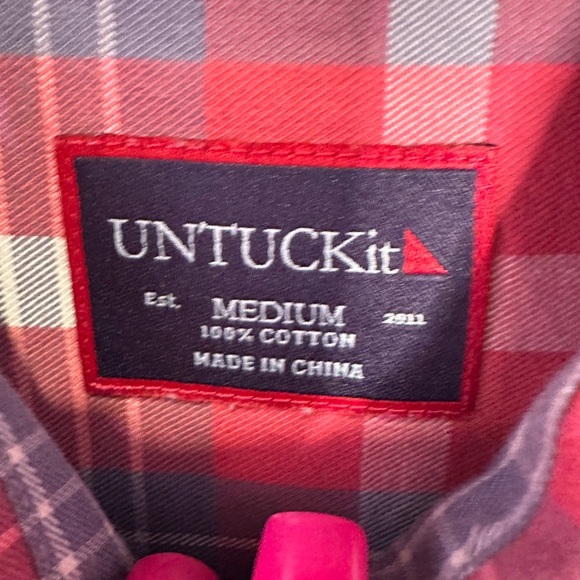 UNTUCKit
Est. MEDIUM 2011
100% COTTON
MADE IN CHINA